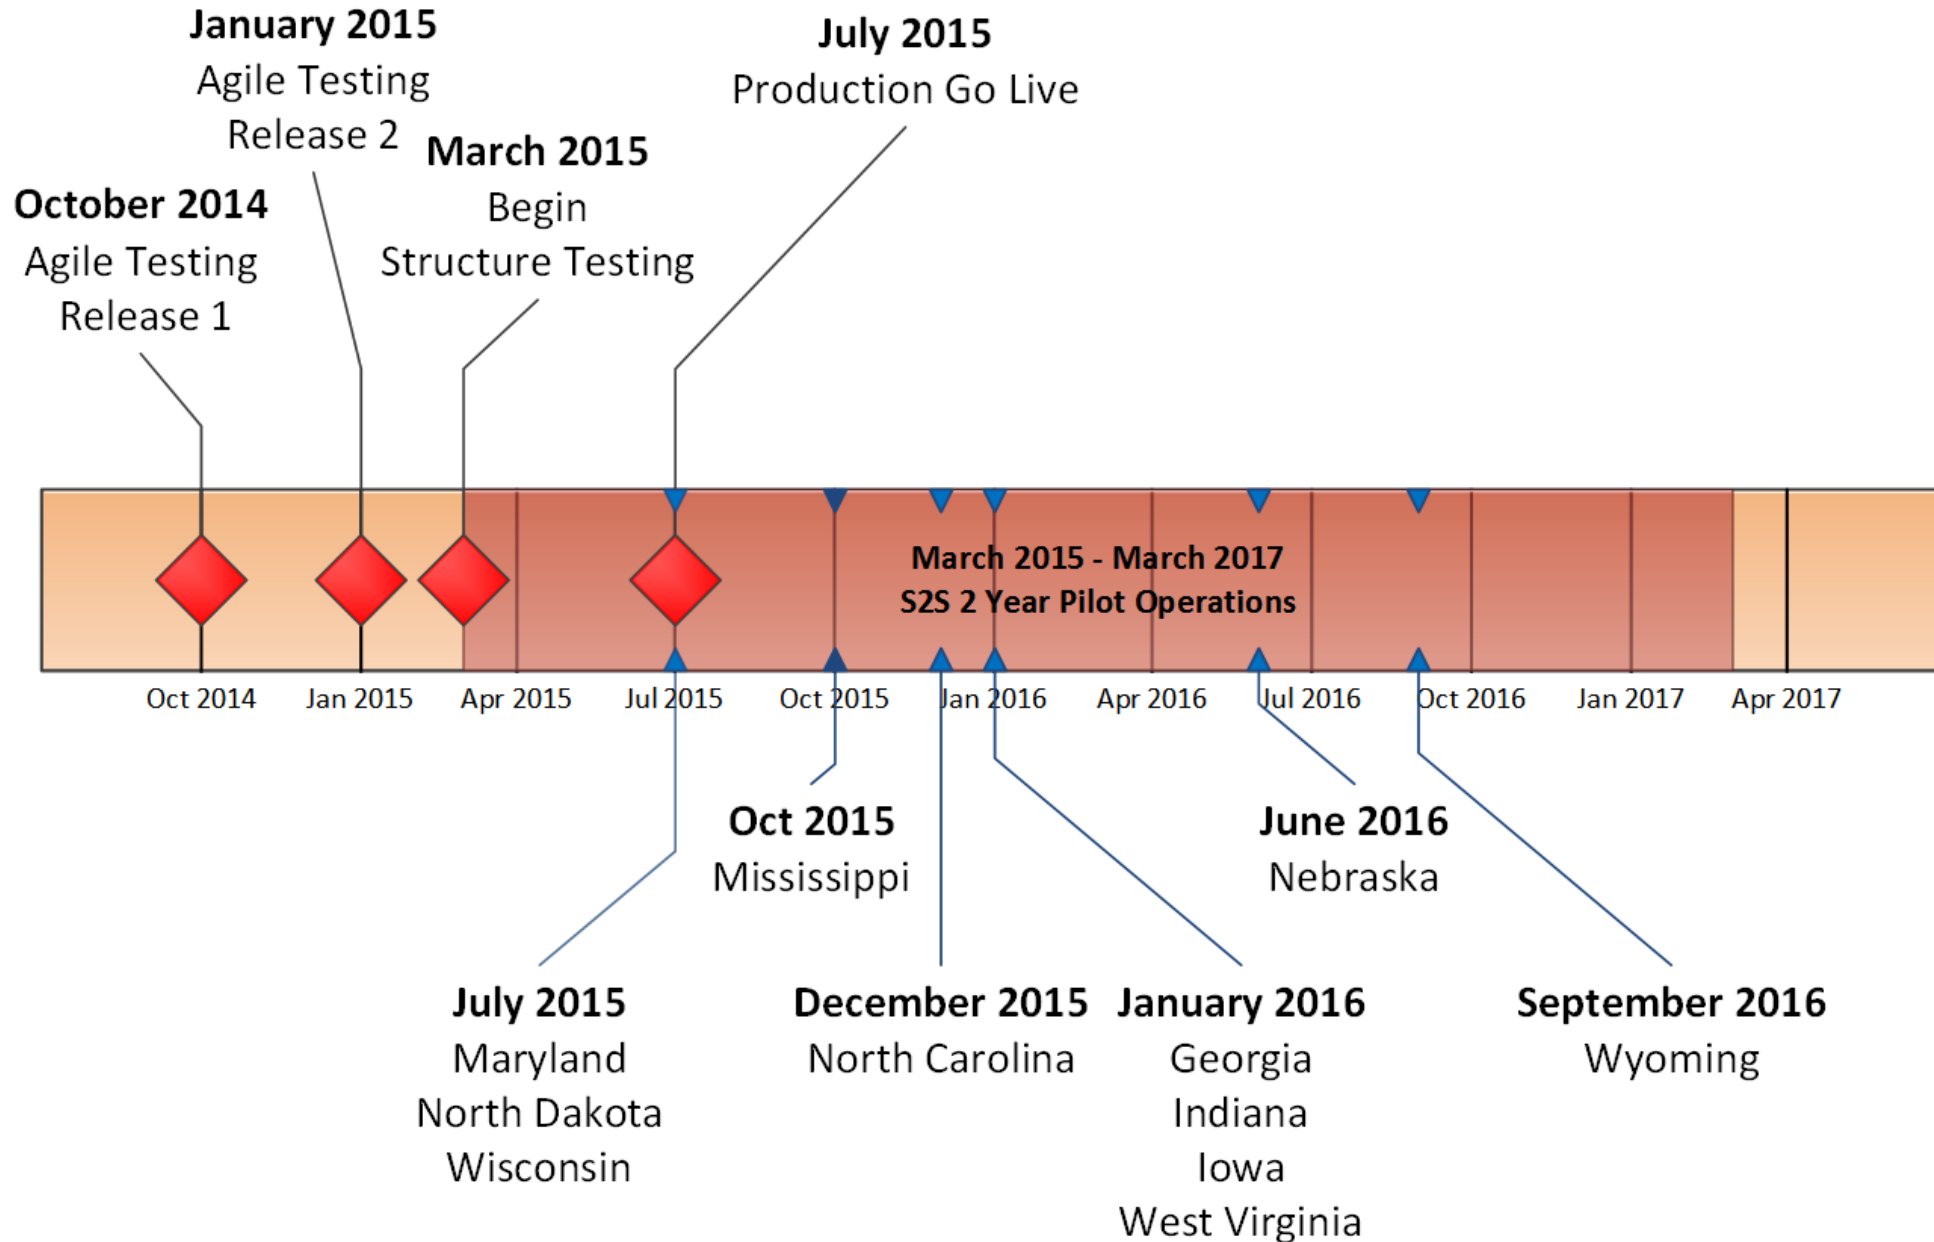 January 2015
Agile Testing
Release 2
July 2015
Production Go Live
March 2015
Begin
Structure Testing
October 2014
Agile Testing
Release 1
March 2015 - March 2017
S2S 2 Year Pilot Operations
Oct 2014
Jan 2015
Apr 2015
Jul 2015
Oct 2015
Jan 2016
Apr 2016
Jul 2016
Oct 2016
Jan 2017
Apr 2017
Oct 2015
Mississippi
June 2016
Nebraska
July 2015
Maryland
North Dakota
Wisconsin
December 2015
North Carolina
January 2016
Georgia
Indiana
Iowa
West Virginia
September 2016
Wyoming